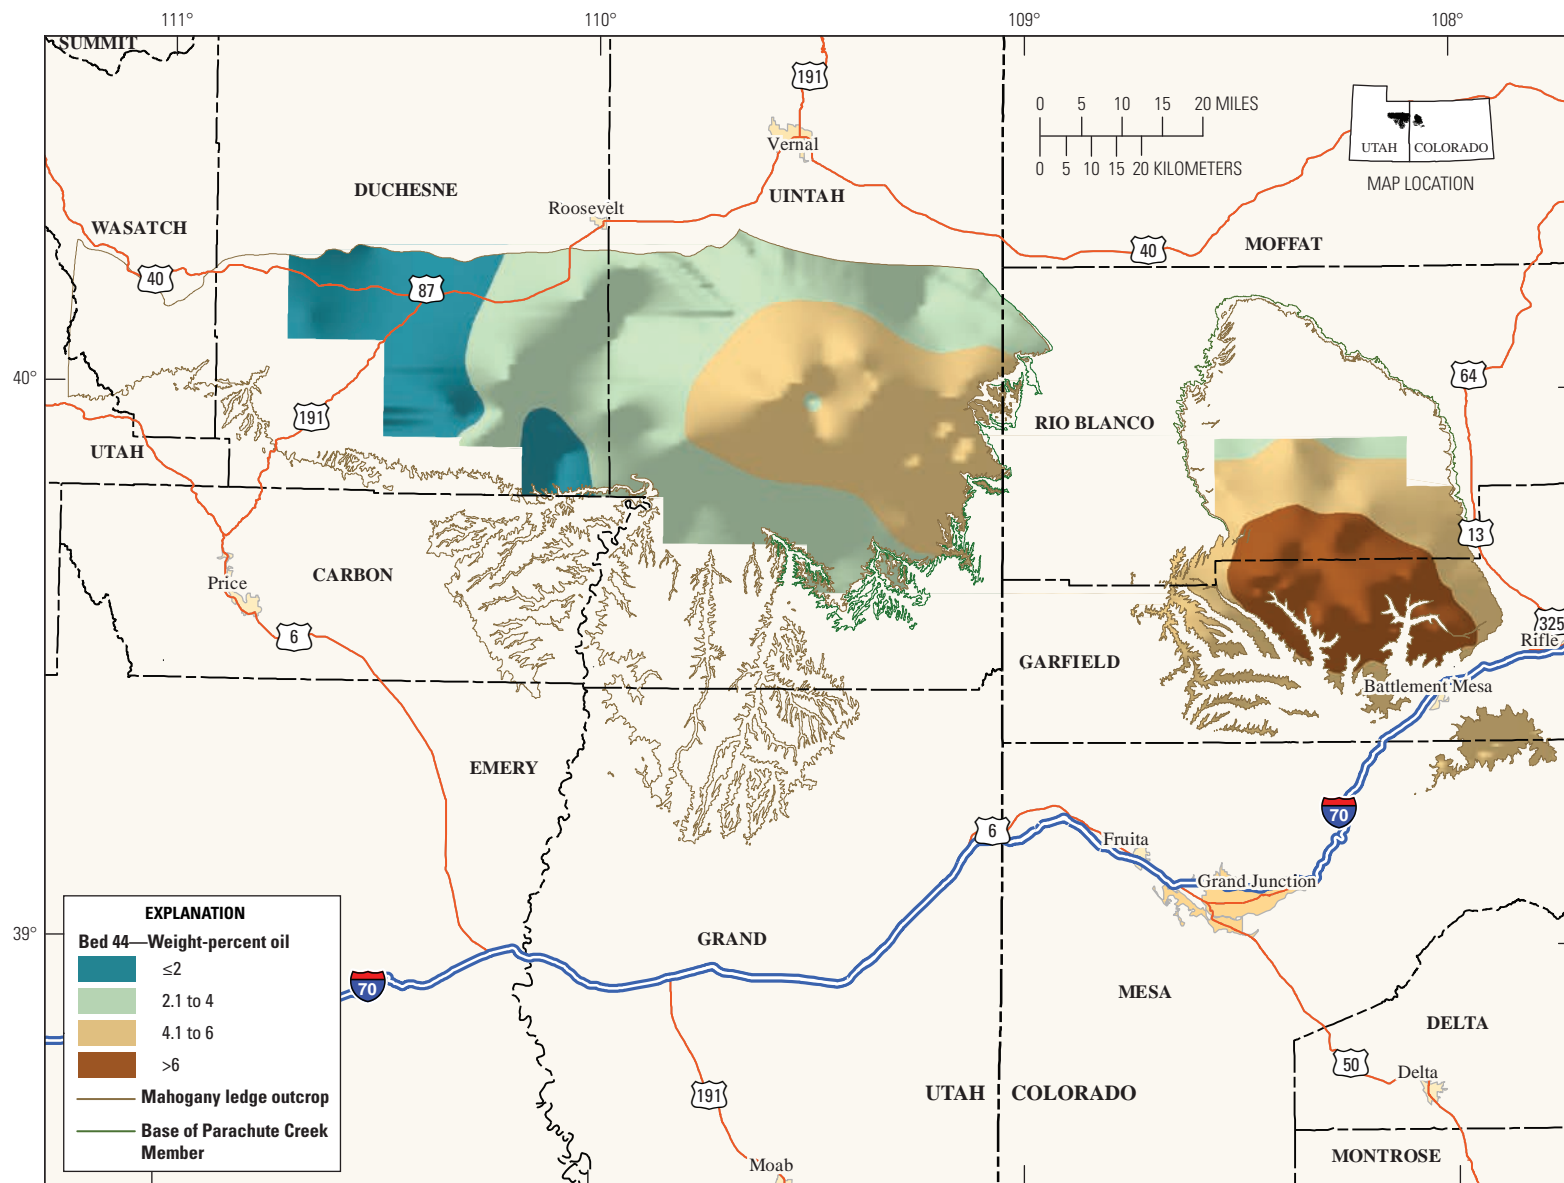 111°
110°
109°
108°
SUMMIT
191
0 5 10 15 20 MILES
0 5 10 15 20 KILOMETERS
UTAH
COLORADO
MAP LOCATION
Vernal
DUCHESNE
UINTAH
Roosevelt
WASATCH
MOFFAT
40
40
87
40°
64
191
RIO BLANCO
UTAH
13
CARBON
Price
6
325
Rifle
GARFIELD
Battlement Mesa
EMERY
70
6
Fruita
Grand Junction
39°
GRAND
70
MESA
DELTA
50
Delta
191
UTAH
COLORADO
MONTROSE
Moab
EXPLANATION
Bed 44—Weight-percent oil
≤2
2.1 to 4
4.1 to 6
>6
Mahogany ledge outcrop
Base of Parachute Creek
Member